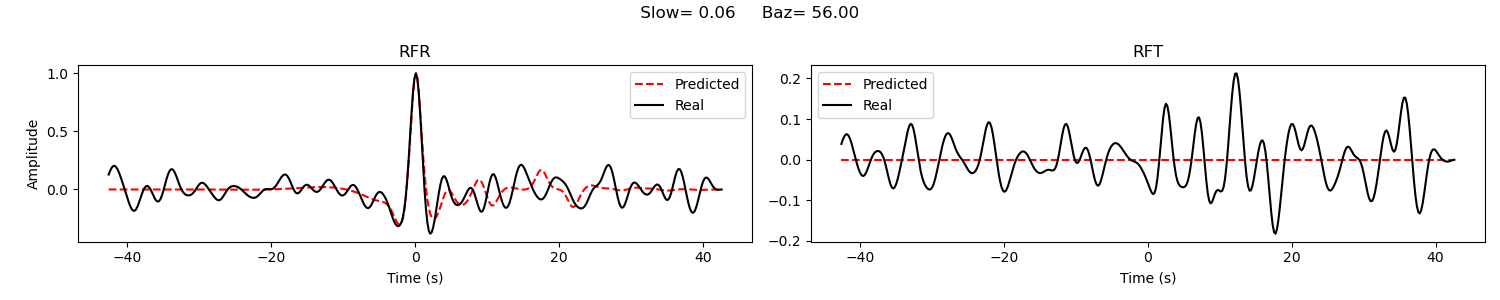 Slow= 0.06 Baz= 56.00
RFR
Amplitude
1.0
0.5
0.0
Predicted
Real
−40 −20 0 20 40
Time (s)
RFT
0.2
0.1
0.0
−0.1
−0.2
Predicted
Real
−40 −20 0 20 40
Time (s)